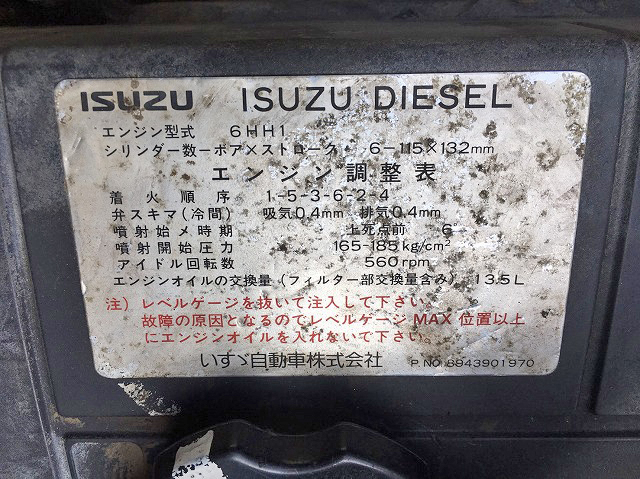 ISUZU ISUZU DIESEL
エンジン型式 6HH1
シリンダー数ーボア×ストローク 6-115×132mm
エンジン調整表
着火順序 1-5-3-6-2-4
弁スキマ(冷間) 吸気0.4mm 排気0.4mm
噴射始メ時期 上死点前 6
噴射開始圧力 165-185kg/cm²
アイドル回転数 560rpm
エンジンオイルの交換量(フィルター部交換量含み) 13.5L
注)レベルゲージを抜いて注入して下さい。
故障の原因となるのでレベルゲージMAX位置以上
にエンジンオイルを入れないで下さい。
いすゞ自動車株式会社 P.NO.8943901970